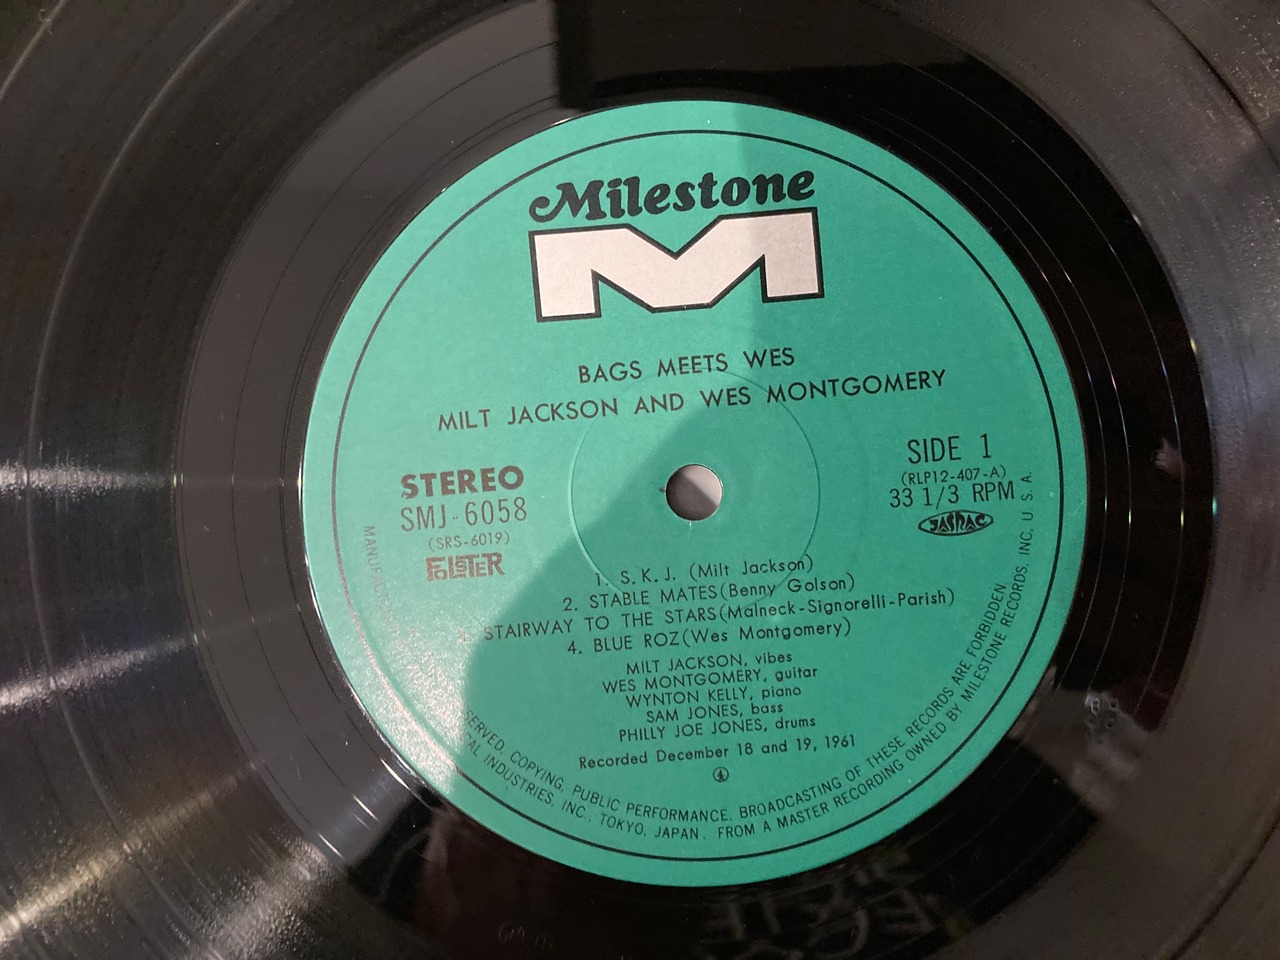 Milestone
M
BAGS MEETS WES
MILT JACKSON AND WES MONTGOMERY
STEREO
SMJ-6058
(SRS-6019)
SIDE 1
(RLP12-407-A)
33 1/3 RPM
JASRAC
1. S. K. J. (Milt Jackson)
2. STABLE MATES(Benny Golson)
3. STAIRWAY TO THE STARS(Malneck-Signorelli-Parish)
4. BLUE ROZ(Wes Montgomery)
MILT JACKSON, vibes
WES MONTGOMERY, guitar
WYNTON KELLY, piano
SAM JONES, bass
PHILLY JOE JONES, drums
Recorded December 18 and 19, 1961
COPYING, PUBLIC PERFORMANCE, BROADCASTING OF THESE RECORDS ARE FORBIDDEN
INDUSTRIES, INC., TOKYO, JAPAN. FROM A MASTER RECORDING OWNED BY MILESTONE RECORDS, INC. U. S. A.